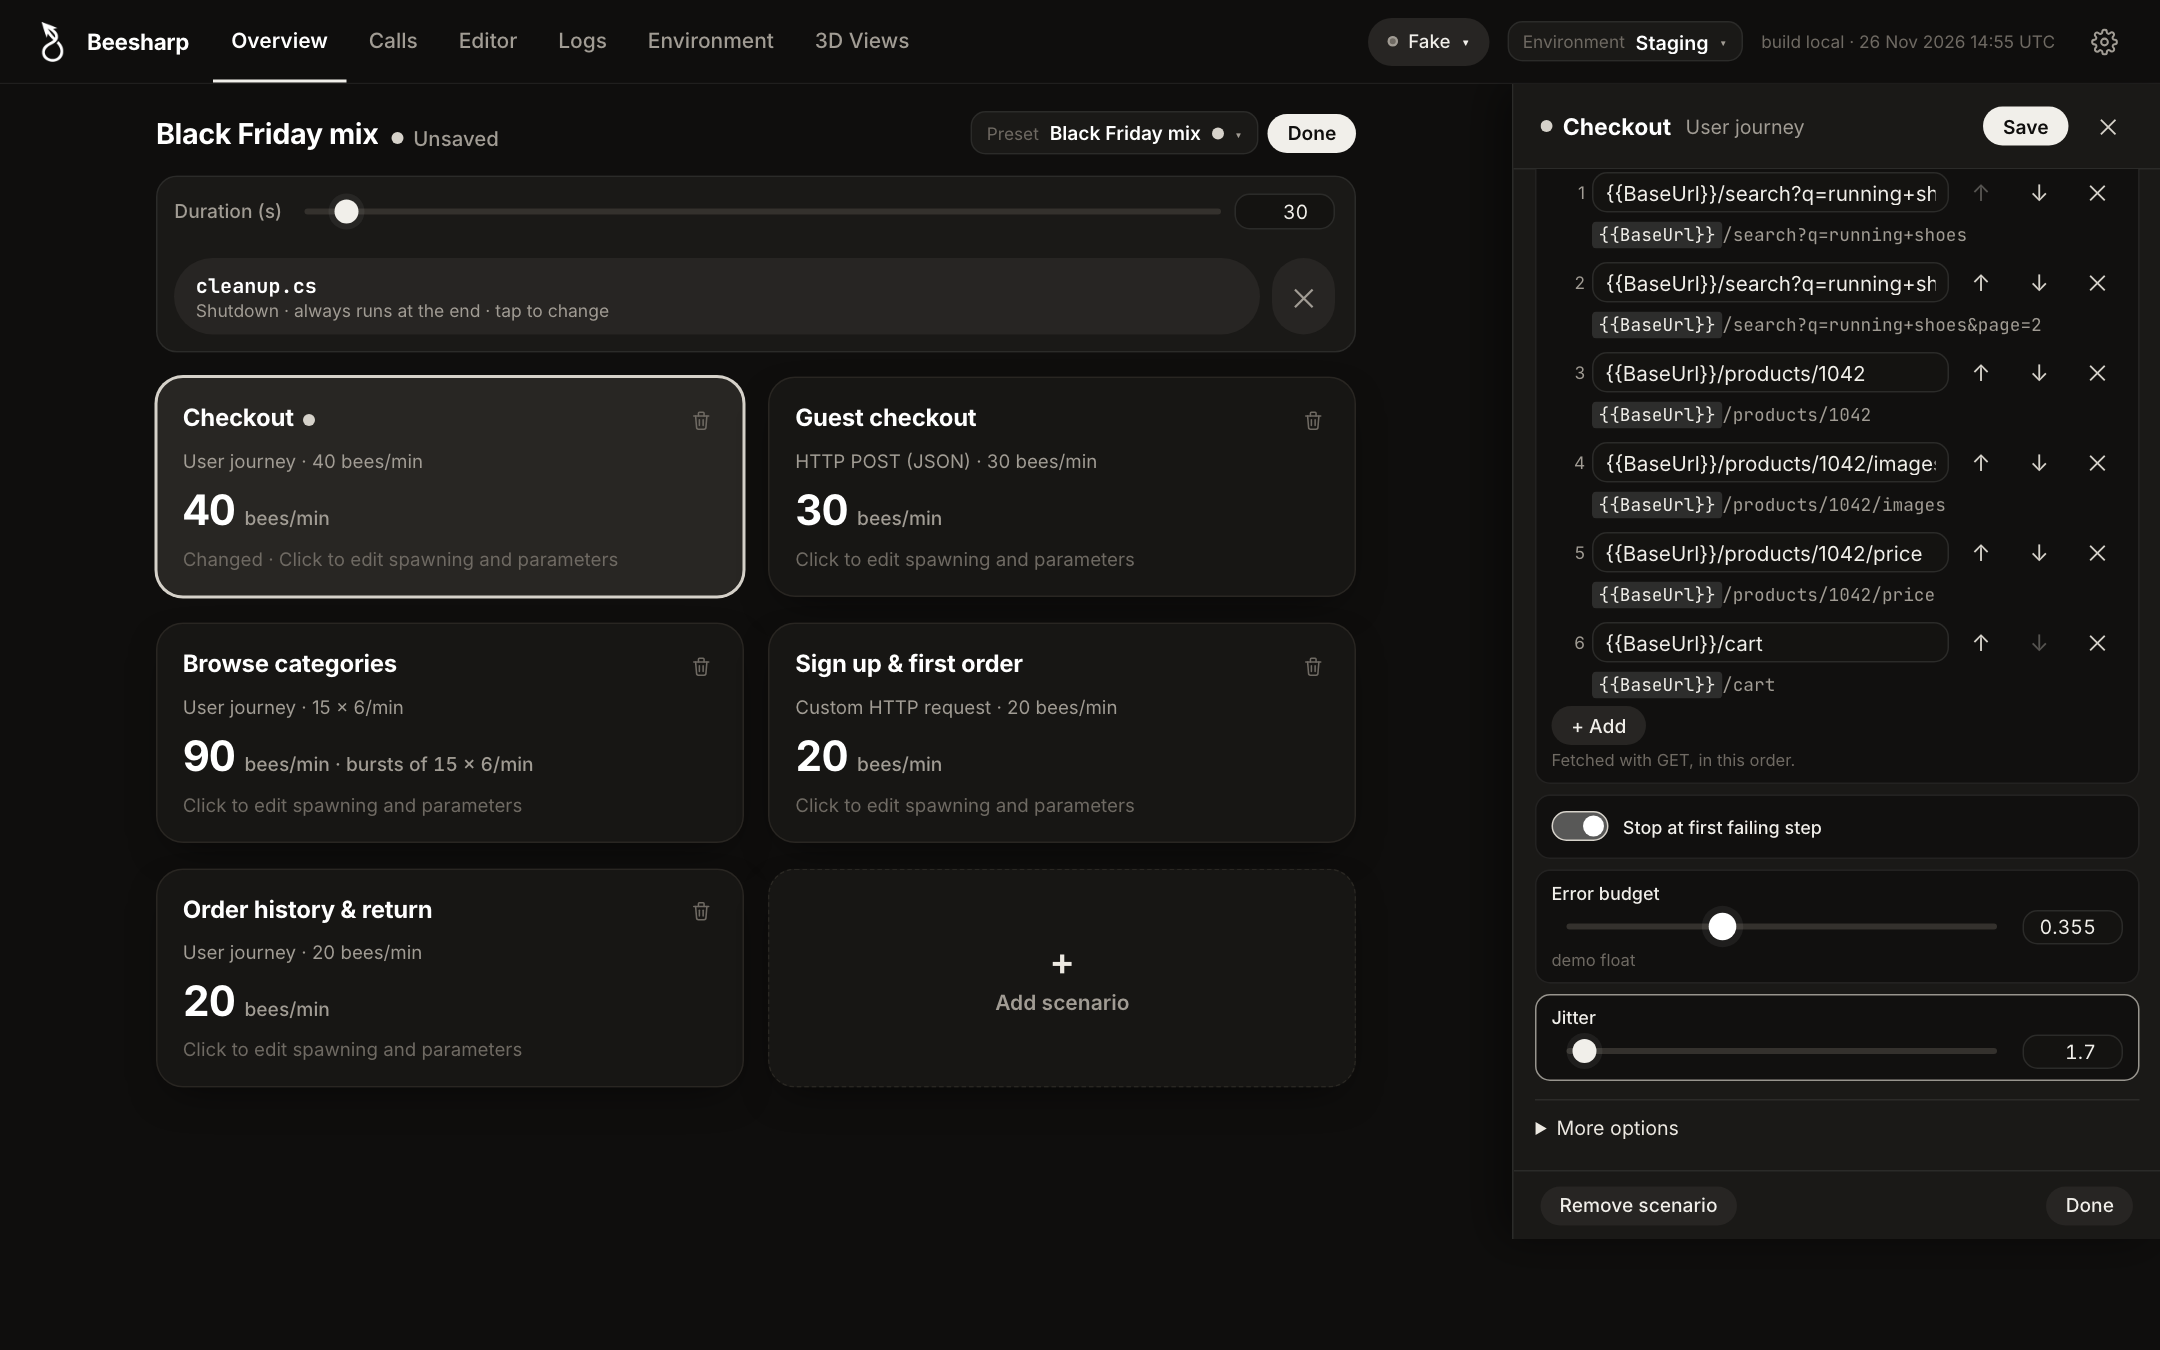 Beesharp
Overview
Calls
Editor
Logs
Environment
3D Views
Fake
Environment Staging
build local · 26 Nov 2026 14:55 UTC
Black Friday mix
Unsaved
Preset Black Friday mix
Done
Duration (s)
30
cleanup.cs
Shutdown · always runs at the end · tap to change
Checkout
User journey · 40 bees/min
40 bees/min
Changed · Click to edit spawning and parameters
Guest checkout
HTTP POST (JSON) · 30 bees/min
30 bees/min
Click to edit spawning and parameters
Browse categories
User journey · 15 × 6/min
90 bees/min · bursts of 15 × 6/min
Click to edit spawning and parameters
Sign up & first order
Custom HTTP request · 20 bees/min
20 bees/min
Click to edit spawning and parameters
Order history & return
User journey · 20 bees/min
20 bees/min
Click to edit spawning and parameters
+
Add scenario
Checkout User journey
Save
1 {{BaseUrl}}/search?q=running+sh
{{BaseUrl}}/search?q=running+shoes
2 {{BaseUrl}}/search?q=running+sh
{{BaseUrl}}/search?q=running+shoes&page=2
3 {{BaseUrl}}/products/1042
{{BaseUrl}}/products/1042
4 {{BaseUrl}}/products/1042/images
{{BaseUrl}}/products/1042/images
5 {{BaseUrl}}/products/1042/price
{{BaseUrl}}/products/1042/price
6 {{BaseUrl}}/cart
{{BaseUrl}}/cart
+ Add
Fetched with GET, in this order.
Stop at first failing step
Error budget
0.355
demo float
Jitter
1.7
More options
Remove scenario
Done